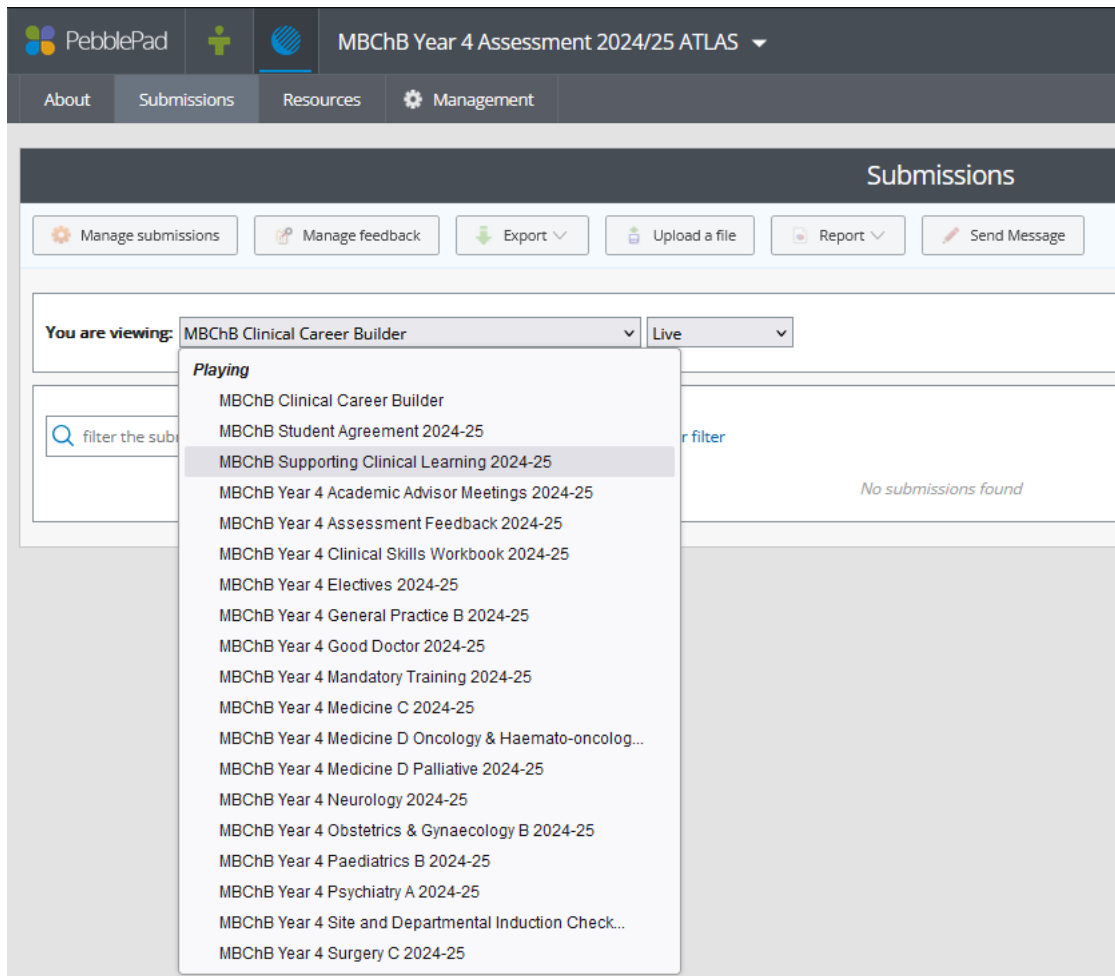 PebblePad MBChB Year 4 Assessment 2024/25 ATLAS
About Submissions Resources Management
Submissions
Manage submissions Manage feedback Export Upload a file Report Send Message
You are viewing: MBChB Clinical Career Builder Live
Playing
MBChB Clinical Career Builder
MBChB Student Agreement 2024-25
filter the sub r filter
MBChB Supporting Clinical Learning 2024-25
No submissions found
MBChB Year 4 Academic Advisor Meetings 2024-25
MBChB Year 4 Assessment Feedback 2024-25
MBChB Year 4 Clinical Skills Workbook 2024-25
MBChB Year 4 Electives 2024-25
MBChB Year 4 General Practice B 2024-25
MBChB Year 4 Good Doctor 2024-25
MBChB Year 4 Mandatory Training 2024-25
MBChB Year 4 Medicine C 2024-25
MBChB Year 4 Medicine D Oncology & Haemato-oncolog...
MBChB Year 4 Medicine D Palliative 2024-25
MBChB Year 4 Neurology 2024-25
MBChB Year 4 Obstetrics & Gynaecology B 2024-25
MBChB Year 4 Paediatrics B 2024-25
MBChB Year 4 Psychiatry A 2024-25
MBChB Year 4 Site and Departmental Induction Check...
MBChB Year 4 Surgery C 2024-25